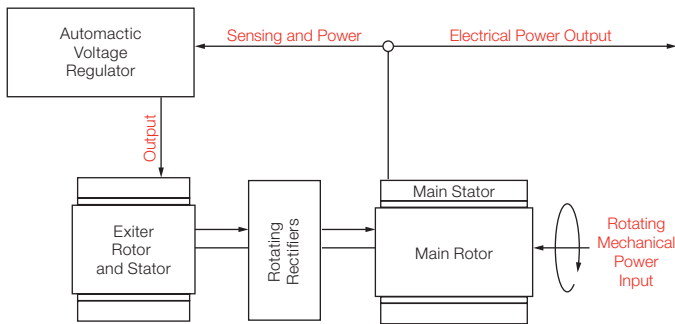 Automactic
Voltage
Regulator
Sensing and Power
Electrical Power Output
Output
Exiter
Rotor
and Stator
Rotating
Rectifiers
Main Stator
Main Rotor
Rotating
Mechanical
Power
Input